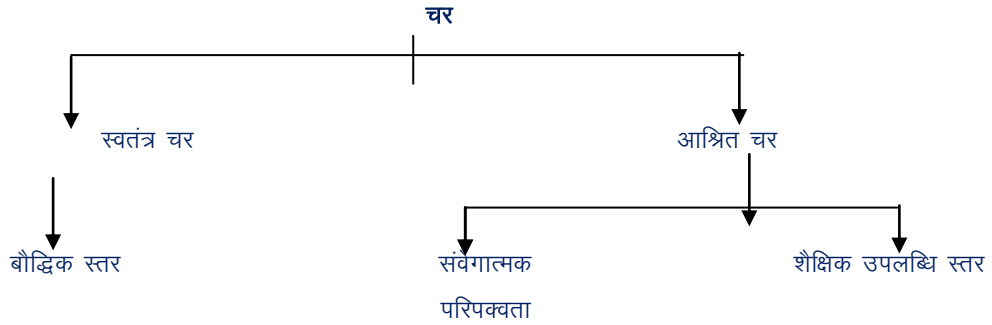 चर
स्वतंत्र चर
आश्रित चर
बौद्धिक स्तर
संवेगात्मक
परिपक्वता
शैक्षिक उपलब्धि स्तर